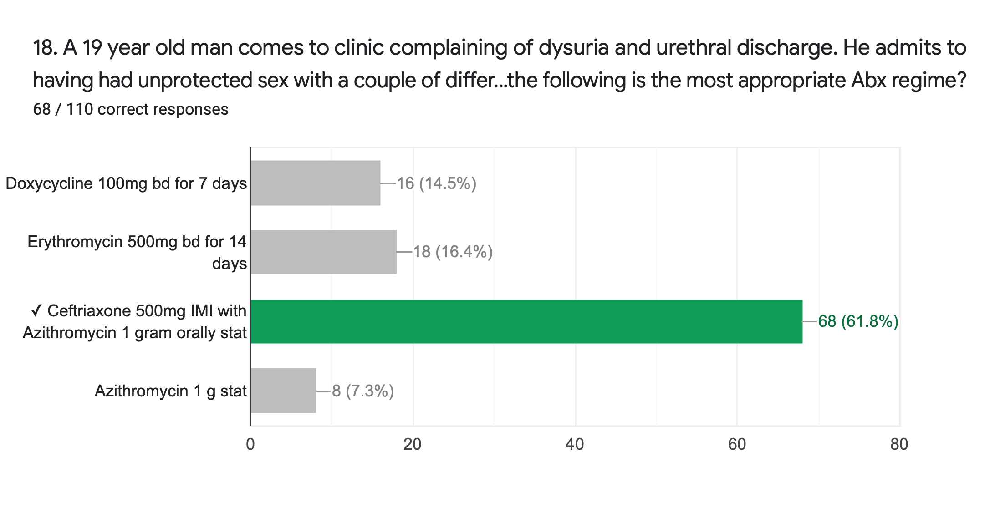 18. A 19 year old man comes to clinic complaining of dysuria and urethral discharge. He admits to
having had unprotected sex with a couple of differ...the following is the most appropriate Abx regime?
68 / 110 correct responses
Doxycycline 100mg bd for 7 days
16 (14.5%)
Erythromycin 500mg bd for 14
days
18 (16.4%)
✓ Ceftriaxone 500mg IMI with
Azithromycin 1 gram orally stat
68 (61.8%)
Azithromycin 1 g stat
8 (7.3%)
0 20 40 60 80